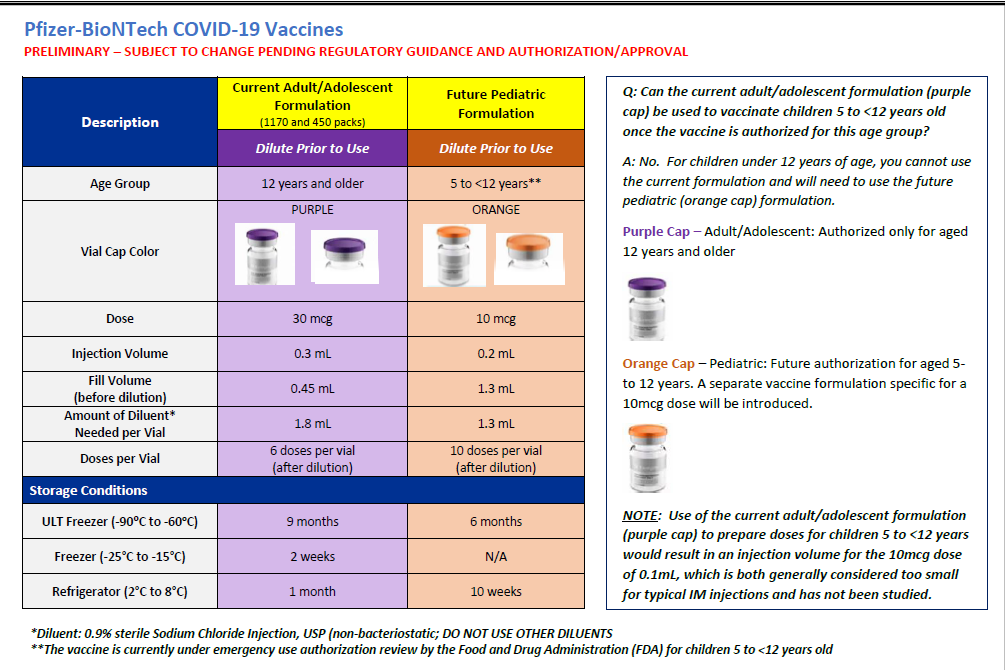 Pfizer-BioNTech COVID-19 Vaccines
PRELIMINARY – SUBJECT TO CHANGE PENDING REGULATORY GUIDANCE AND AUTHORIZATION/APPROVAL
Description
Current Adult/Adolescent
Formulation
(1170 and 450 packs)
Future Pediatric
Formulation
Dilute Prior to Use
Dilute Prior to Use
Age Group
12 years and older
5 to <12 years**
Vial Cap Color
PURPLE
ORANGE
Dose
30 mcg
10 mcg
Injection Volume
0.3 mL
0.2 mL
Fill Volume
(before dilution)
0.45 mL
1.3 mL
Amount of Diluent*
Needed per Vial
1.8 mL
1.3 mL
Doses per Vial
6 doses per vial
(after dilution)
10 doses per vial
(after dilution)
Storage Conditions
ULT Freezer (-90°C to -60°C)
9 months
6 months
Freezer (-25°C to -15°C)
2 weeks
N/A
Refrigerator (2°C to 8°C)
1 month
10 weeks
*Diluent: 0.9% sterile Sodium Chloride Injection, USP (non-bacteriostatic; DO NOT USE OTHER DILUENTS
**The vaccine is currently under emergency use authorization review by the Food and Drug Administration (FDA) for children 5 to <12 years old
Q: Can the current adult/adolescent formulation (purple
cap) be used to vaccinate children 5 to <12 years old
once the vaccine is authorized for this age group?
A: No. For children under 12 years of age, you cannot use
the current formulation and will need to use the future
pediatric (orange cap) formulation.
Purple Cap – Adult/Adolescent: Authorized only for aged
12 years and older
Orange Cap – Pediatric: Future authorization for aged 5-
to 12 years. A separate vaccine formulation specific for a
10mcg dose will be introduced.
NOTE: Use of the current adult/adolescent formulation
(purple cap) to prepare doses for children 5 to <12 years
would result in an injection volume for the 10mcg dose
of 0.1mL, which is both generally considered too small
for typical IM injections and has not been studied.